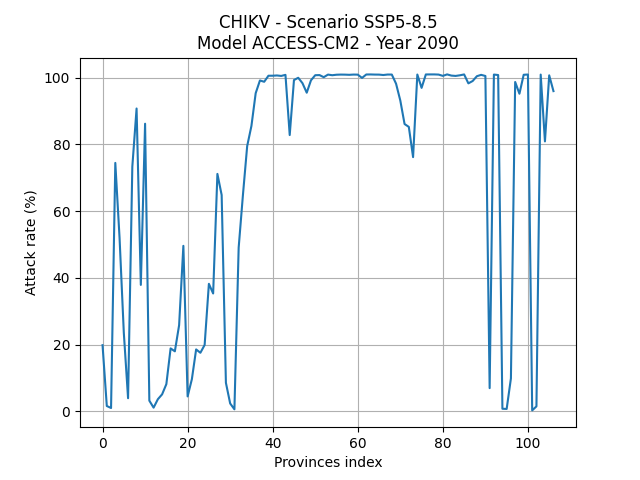 CHIKV - Scenario SSP5-8.5
Model ACCESS-CM2 - Year 2090
100
80
60
40
20
0
Attack rate (%)
0 20 40 60 80 100
Provinces index